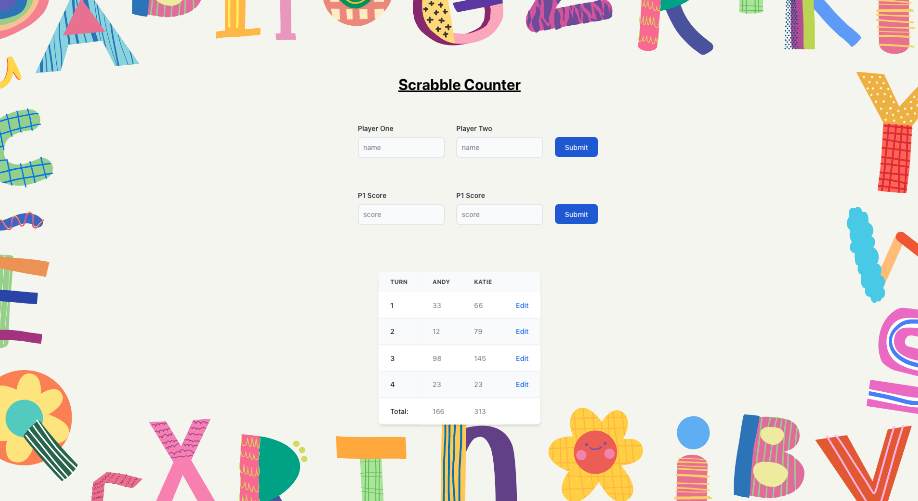 Scrabble Counter
Player One Player Two
name name Submit
P1 Score P1 Score
score score Submit
TURN ANDY KATIE
1 33 66 Edit
2 12 79 Edit
3 98 145 Edit
4 23 23 Edit
Total: 166 313